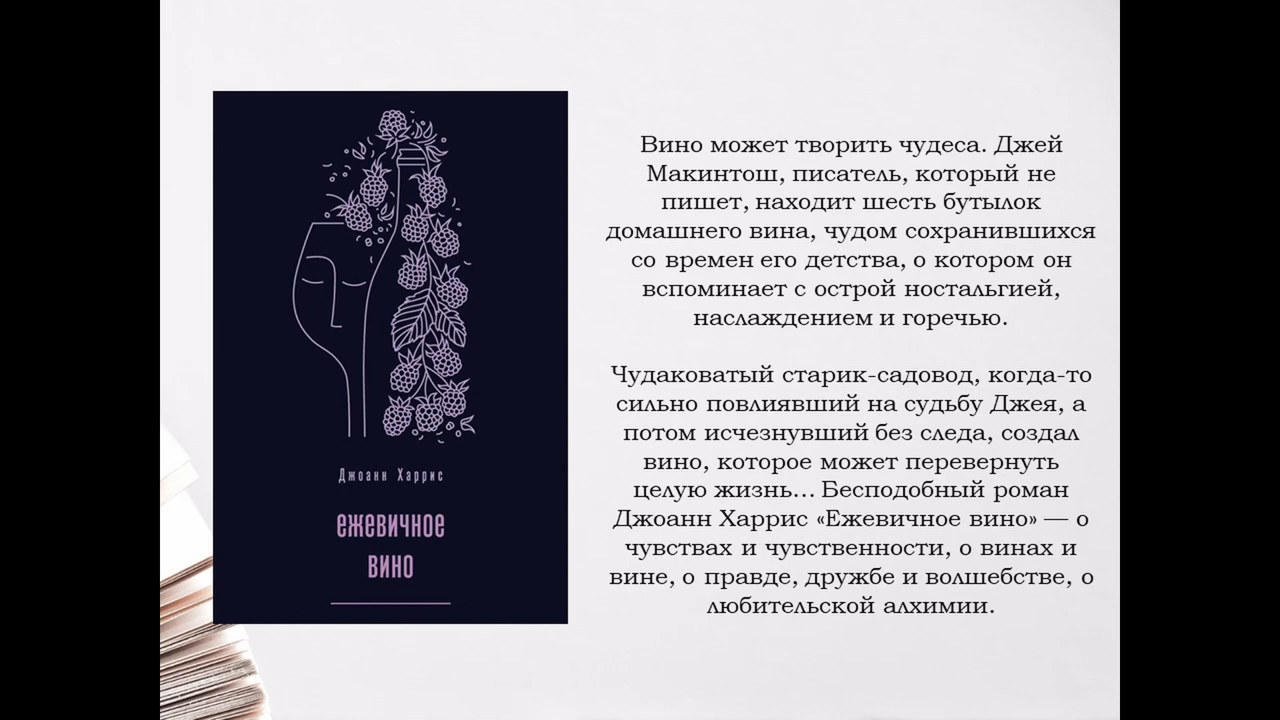 Джоанн Харрис
ежевичное
вино
Вино может творить чудеса. Джей
Макинтош, писатель, который не
пишет, находит шесть бутылок
домашнего вина, чудом сохранившихся
со времен его детства, о котором он
вспоминает с острой ностальгией,
наслаждением и горечью.
Чудаковатый старик-садовод, когда-то
сильно повлиявший на судьбу Джея, а
потом исчезнувший без следа, создал
вино, которое может перевернуть
целую жизнь... Бесподобный роман
Джоанн Харрис «Ежевичное вино» — о
чувствах и чувственности, о винах и
вине, о правде, дружбе и волшебстве, о
любительской алхимии.